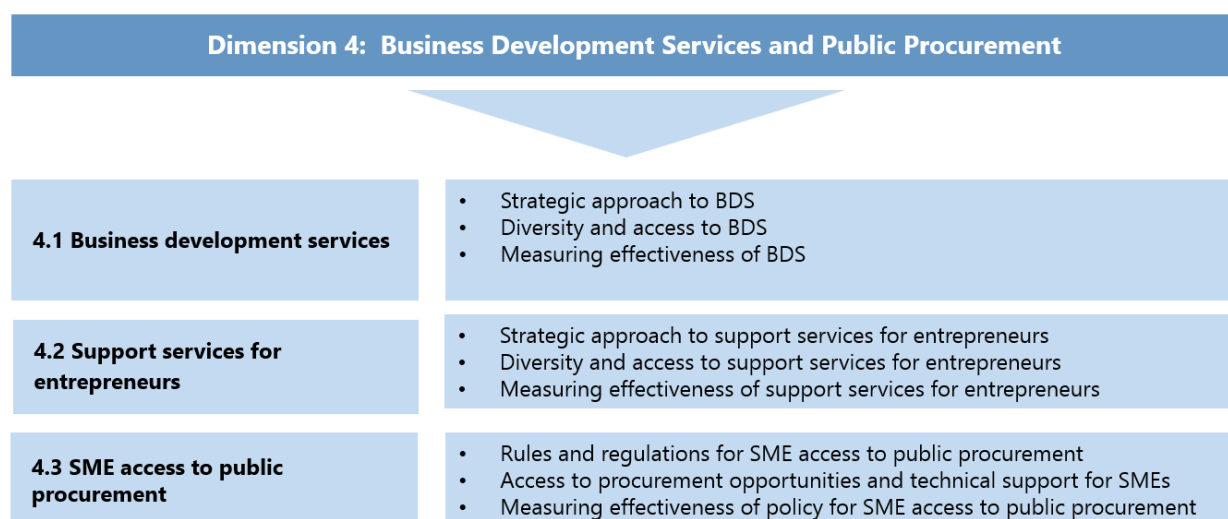 Dimension 4:  Business Development Services and Public Procurement
4.1 Business development services
• Strategic approach to BDS
• Diversity and access to BDS
• Measuring effectiveness of BDS
4.2 Support services for
entrepreneurs
• Strategic approach to support services for entrepreneurs
• Diversity and access to support services for entrepreneurs
• Measuring effectiveness of support services for entrepreneurs
4.3 SME access to public
procurement
• Rules and regulations for SME access to public procurement
• Access to procurement opportunities and technical support for SMEs
• Measuring effectiveness of policy for SME access to public procurement